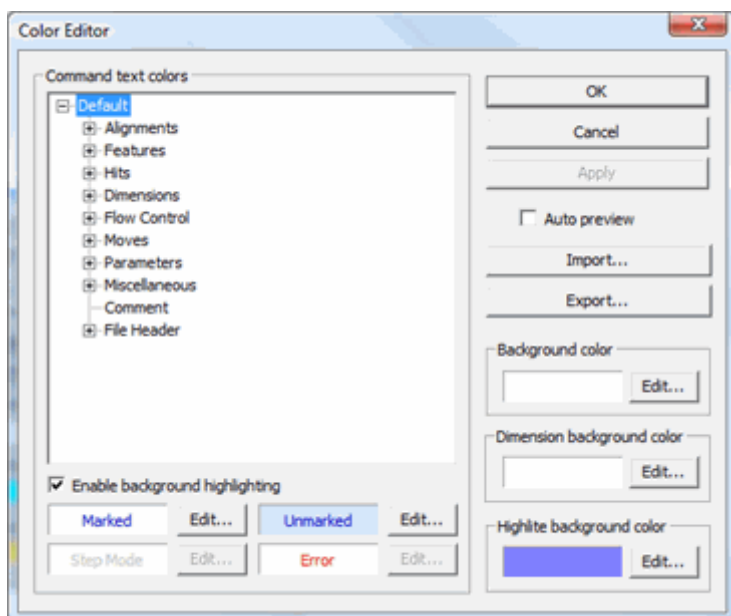 Color Editor
Command text colors
Default
Alignments
Features
Hits
Dimensions
Flow Control
Moves
Parameters
Miscellaneous
Comment
File Header
Enable background highlighting
Marked Edit... Unmarked Edit...
Step Mode Edit... Error Edit...
OK
Cancel
Apply
Auto preview
Import...
Export...
Background color
Edit...
Dimension background color
Edit...
Highlite background color
Edit...